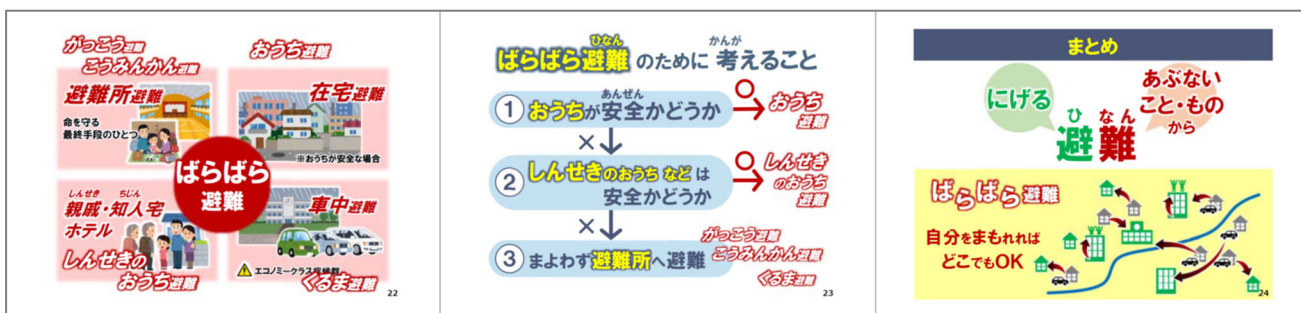 がっこう避難
こうみんかん避難
避難所避難
命を守る
最終手段のひとつ
おうち避難
在宅避難
※おうちが安全な場合
ばらばら
避難
しんせき ちじん
親戚・知人宅
ホテル
しんせきの
おうち避難
車中避難
エコノミークラス症候群
くるま避難
22
ひなん かんが
ばらばら避難のために 考えること
あんぜん
① おうちが安全かどうか
○
おうち
避難
×
② しんせきのおうち など は
安全かどうか
○
しんせき
のおうち
避難
×
③ まよわず避難所へ避難
がっこう避難
こうみんかん避難
くるま避難
23
まとめ
にげる
あぶない
こと・もの
から
ひ なん
避難
ばらばら避難
自分をまもれれば
どこでもOK
24